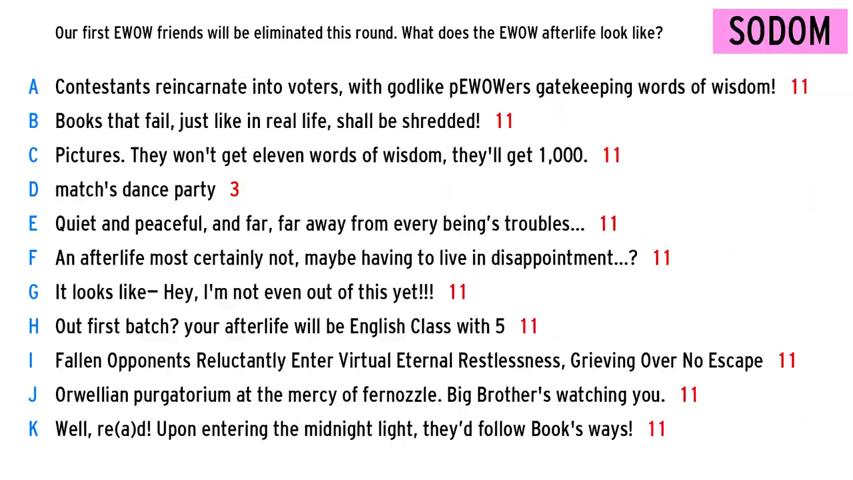 Our first EWOW friends will be eliminated this round. What does the EWOW afterlife look like?
SODOM
A Contestants reincarnate into voters, with godlike pEWOWers gatekeeping words of wisdom! 11
B Books that fail, just like in real life, shall be shredded! 11
C Pictures. They won't get eleven words of wisdom, they'll get 1,000. 11
D match's dance party 3
E Quiet and peaceful, and far, far away from every being’s troubles... 11
F An afterlife most certainly not, maybe having to live in disappointment...? 11
G It looks like— Hey, I'm not even out of this yet!!! 11
H Out first batch? your afterlife will be English Class with 5 11
I Fallen Opponents Reluctantly Enter Virtual Eternal Restlessness, Grieving Over No Escape 11
J Orwellian purgatorium at the mercy of fernozzle. Big Brother's watching you. 11
K Well, re(a)d! Upon entering the midnight light, they’d follow Book's ways! 11